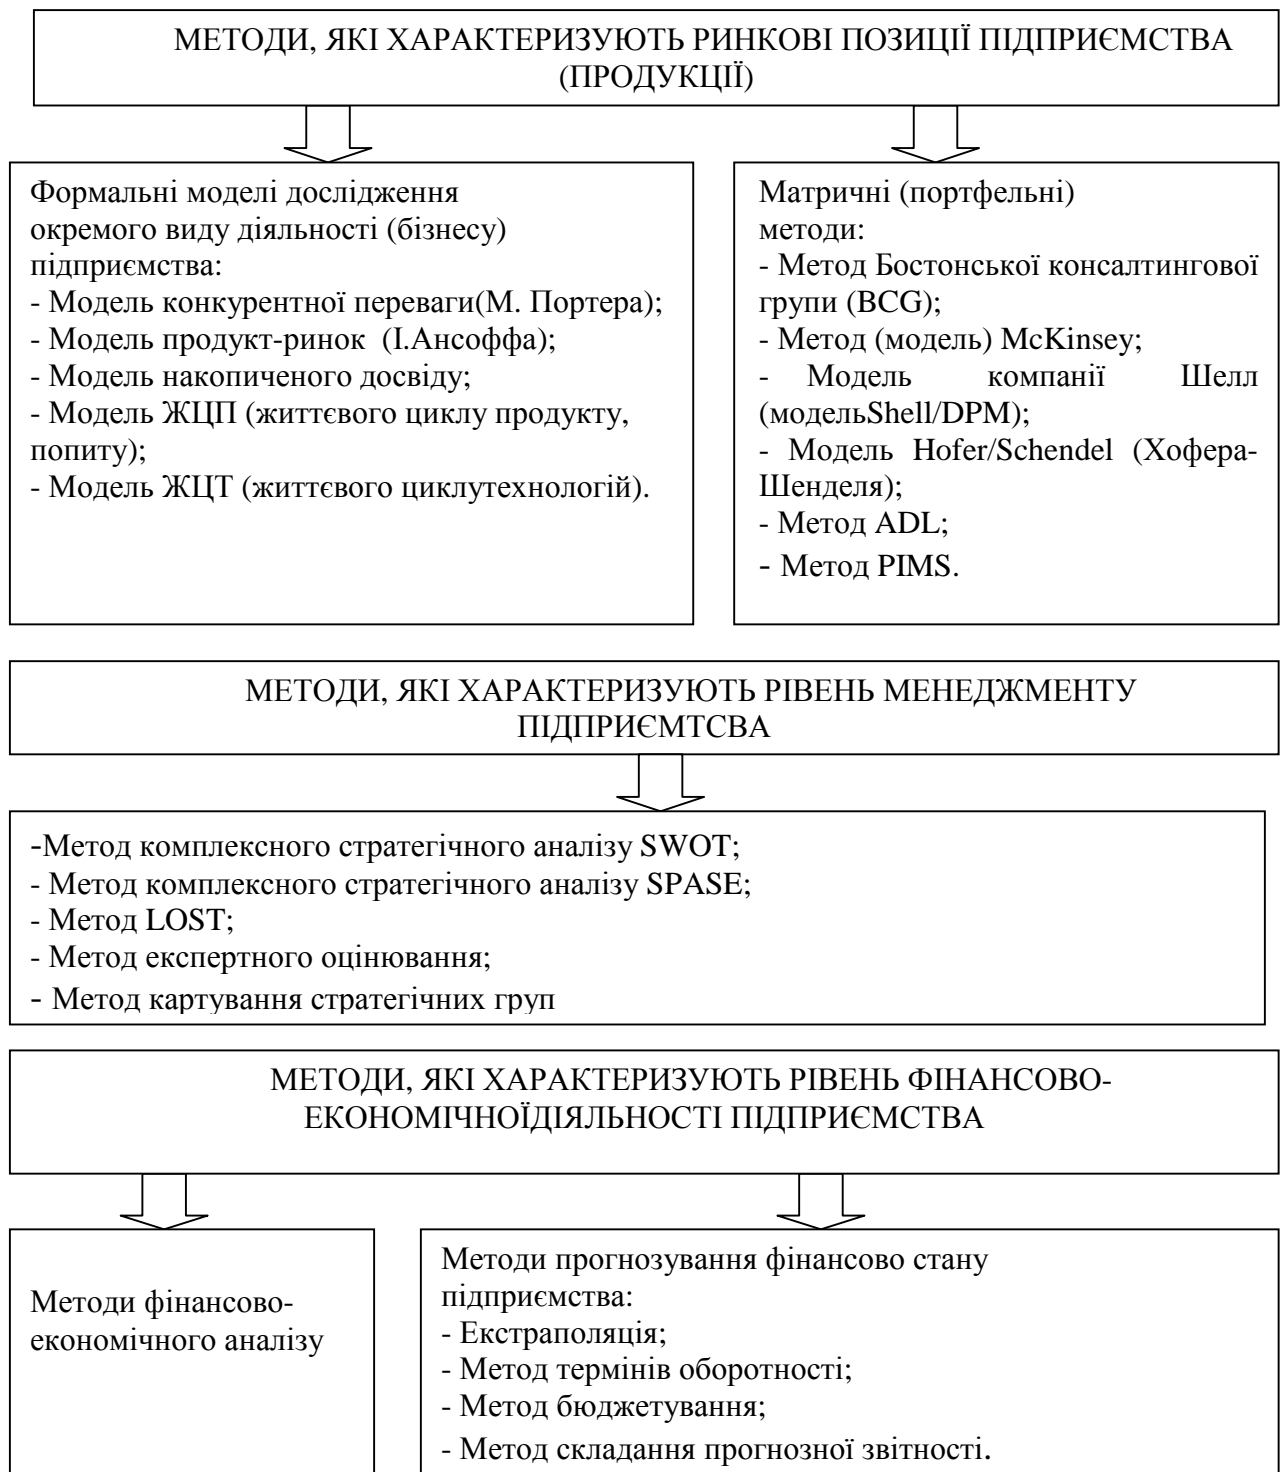 МЕТОДИ, ЯКІ ХАРАКТЕРИЗУЮТЬ РИНКОВІ ПОЗИЦІЇ ПІДПРИЄМСТВА
(ПРОДУКЦІЇ)
Формальні моделі дослідження
окремого виду діяльності (бізнесу)
підприємства:
- Модель конкурентної переваги(М. Портера);
- Модель продукт-ринок (І.Ансоффа);
- Модель накопиченого досвіду;
- Модель ЖЦП (життєвого циклу продукту,
попиту);
- Модель ЖЦТ (життєвого циклутехнологій).
Матричні (портфельні)
методи:
- Метод Бостонської консалтингової
групи (BCG);
- Метод (модель) McKinsey;
- Модель компанії Шелл
(модельShell/DPM);
- Модель Hofer/Schendel (Хофера-
Шенделя);
- Метод ADL;
- Метод PIMS.
МЕТОДИ, ЯКІ ХАРАКТЕРИЗУЮТЬ РІВЕНЬ МЕНЕДЖМЕНТУ
ПІДПРИЄМТСВА
-Метод комплексного стратегічного аналізу SWOT;
- Метод комплексного стратегічного аналізу SPASE;
- Метод LOST;
- Метод експертного оцінювання;
- Метод картування стратегічних груп
МЕТОДИ, ЯКІ ХАРАКТЕРИЗУЮТЬ РІВЕНЬ ФІНАНСОВО-
ЕКОНОМІЧНОЇДІЯЛЬНОСТІ ПІДПРИЄМСТВА
Методи фінансово-
економічного аналізу
Методи прогнозування фінансово стану
підприємства:
- Екстраполяція;
- Метод термінів оборотності;
- Метод бюджетування;
- Метод складання прогнозної звітності.